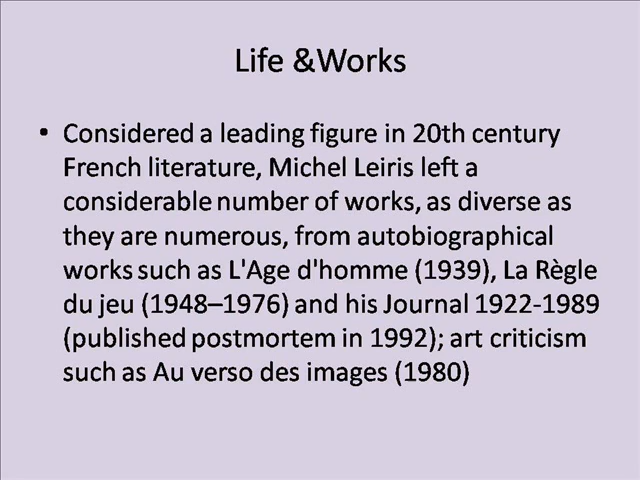 Life &Works
• Considered a leading figure in 20th century
French literature, Michel Leiris left a
considerable number of works, as diverse as
they are numerous, from autobiographical
works such as L'Age d'homme (1939), La Règle
du jeu (1948–1976) and his Journal 1922-1989
(published postmortem in 1992); art criticism
such as Au verso des images (1980)